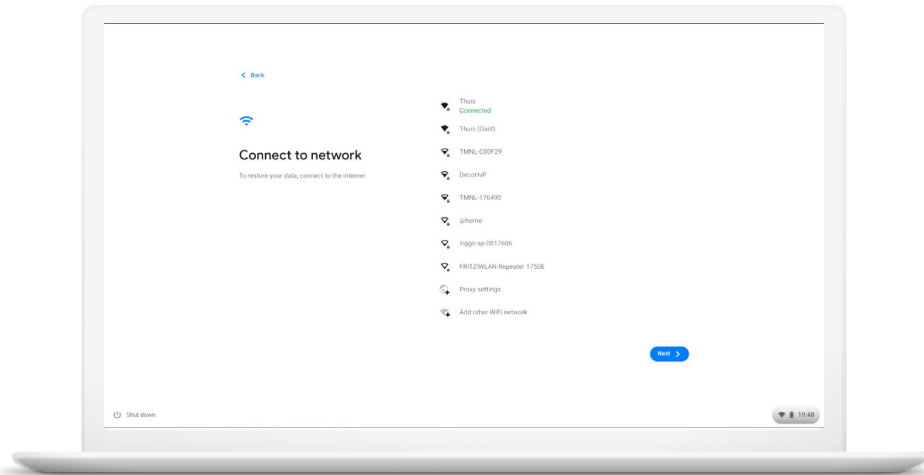 Back
Connect to network
To restore your data, connect to the internet
Thuis
Connected
Thuis (Gast)
TMNL-C00F29
DecoHvP
TMNL-176490
@home
ziggo-ap-0817606
FRITZ!WLAN Repeater 1750E
Proxy settings
Add other WiFi network
Next
Shut down
19:48